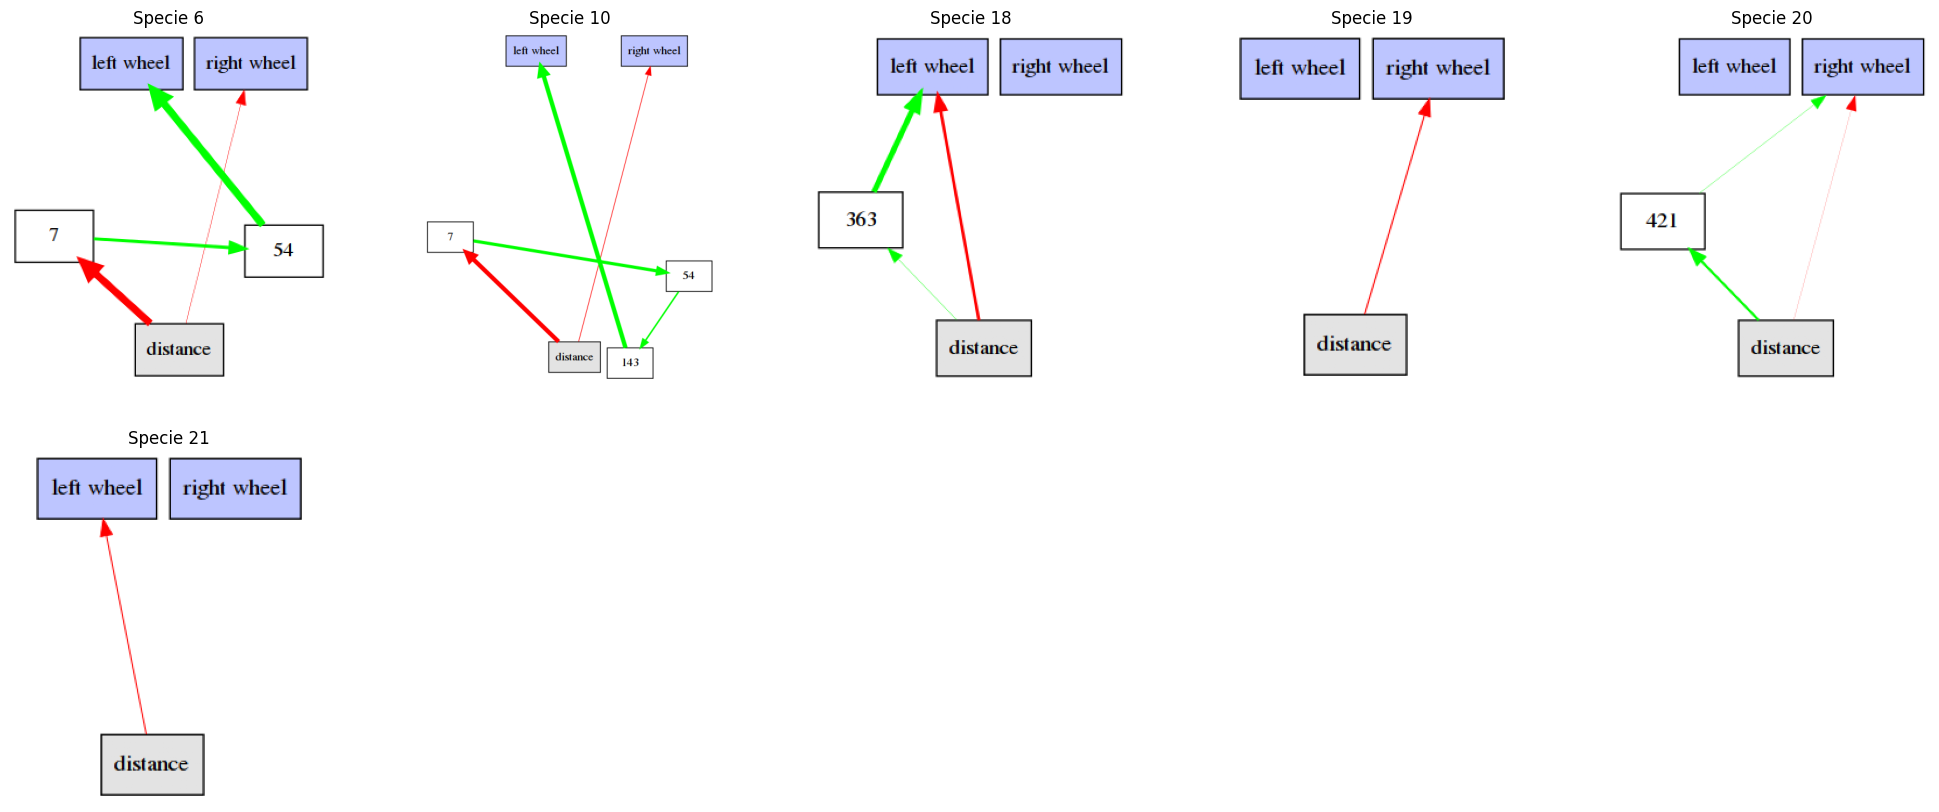 Specie 6
left wheel
right wheel
7
54
distance
Specie 10
left wheel
right wheel
7
54
distance
143
Specie 18
left wheel
right wheel
363
distance
Specie 19
left wheel
right wheel
distance
Specie 20
left wheel
right wheel
421
distance
Specie 21
left wheel
right wheel
distance